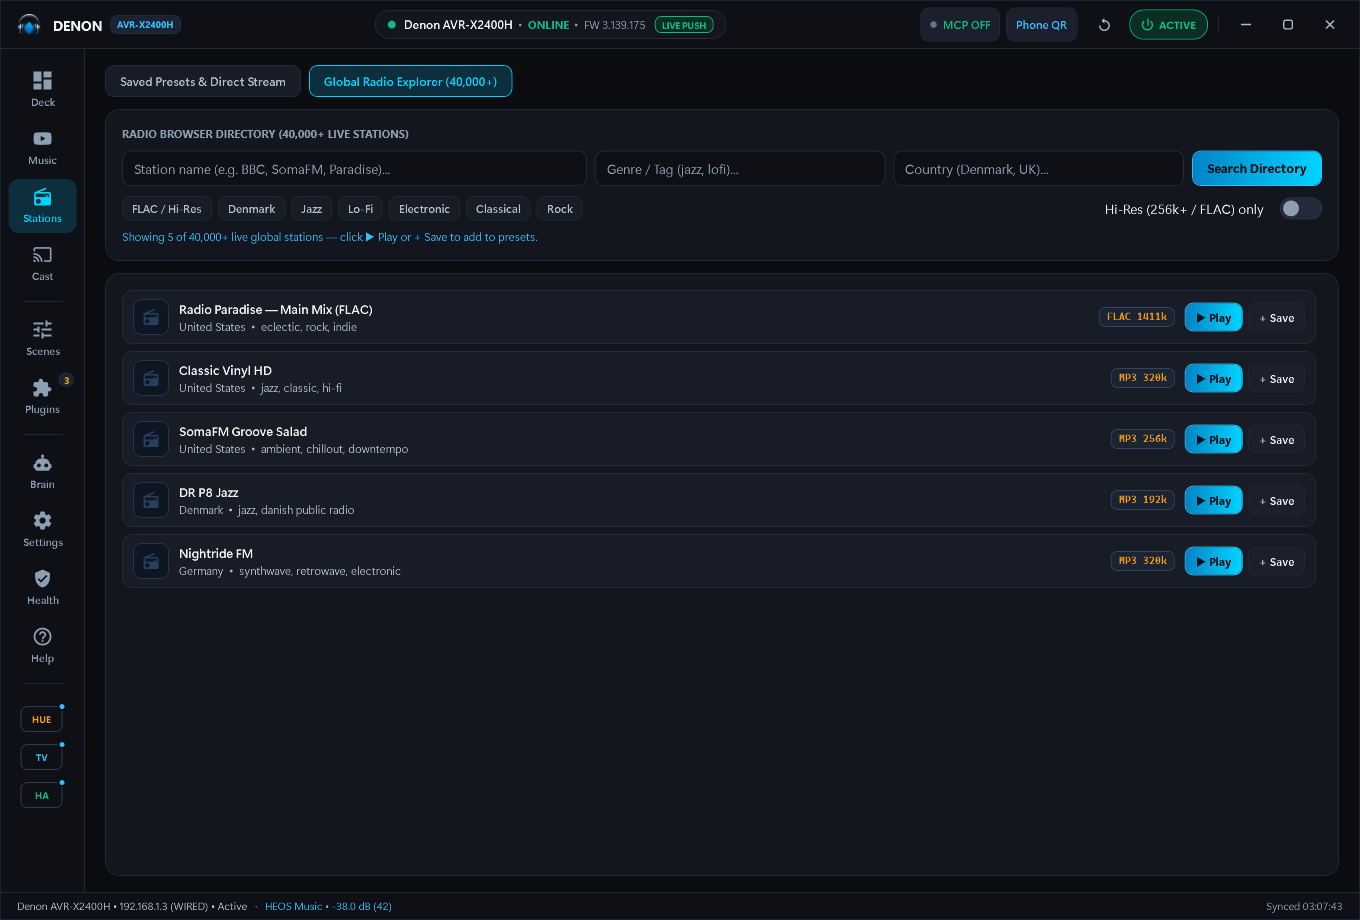 DENON AVR-X2400H
Denon AVR-X2400H • ONLINE • FW 3.139.175 LIVE PUSH
MCP OFF
Phone QR
ACTIVE
Deck
Music
Stations
Cast
Scenes
3
Plugins
Brain
Settings
Health
Help
HUE
TV
HA
Saved Presets & Direct Stream
Global Radio Explorer (40,000+)
RADIO BROWSER DIRECTORY (40,000+ LIVE STATIONS)
Station name (e.g. BBC, SomaFM, Paradise)...
Genre / Tag (jazz, lofi)...
Country (Denmark, UK)...
Search Directory
FLAC / Hi-Res
Denmark
Jazz
Lo-Fi
Electronic
Classical
Rock
Hi-Res (256k+ / FLAC) only
Showing 5 of 40,000+ live global stations — click ▶ Play or + Save to add to presets.
Radio Paradise — Main Mix (FLAC)
United States • eclectic, rock, indie
FLAC 1411k
▶ Play
+ Save
Classic Vinyl HD
United States • jazz, classic, hi-fi
MP3 320k
▶ Play
+ Save
SomaFM Groove Salad
United States • ambient, chillout, downtempo
MP3 256k
▶ Play
+ Save
DR P8 Jazz
Denmark • jazz, danish public radio
MP3 192k
▶ Play
+ Save
Nightride FM
Germany • synthwave, retrowave, electronic
MP3 320k
▶ Play
+ Save
Denon AVR-X2400H • 192.168.1.3 (WIRED) • Active · HEOS Music • -38.0 dB (42)
Synced 03:07:43